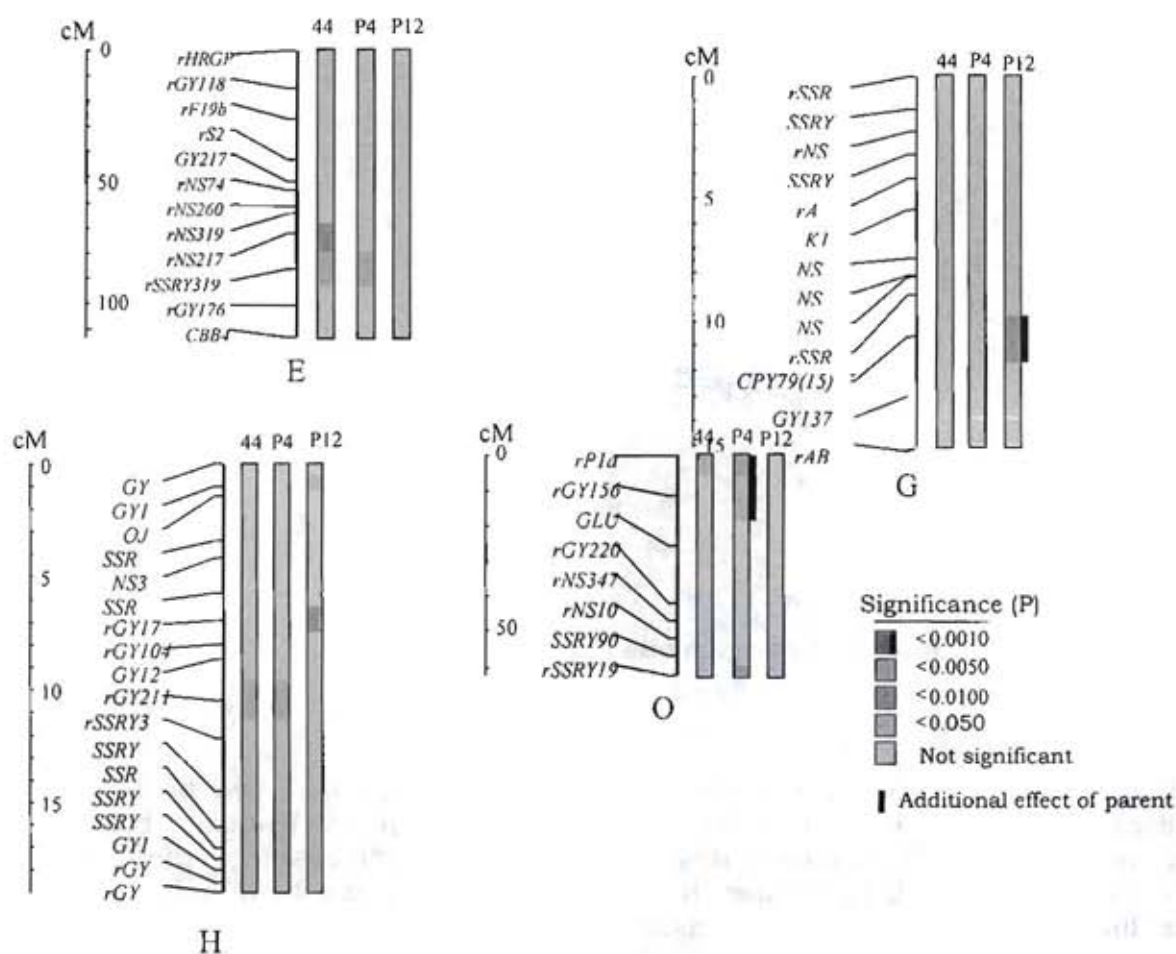 cM
44 P4 P12
0
50
100
rHRGP
rGY118
rF19b
rS2
GY217
rNS74
rNS260
rNS319
rNS217
rSSRY319
rGY176
CBB4
E
cM
44 P4 P12
0
5
10
15
rSSR
SSRY
rNS
SSRY
rA
K1
NS
NS
NS
rSSR
CPY79(15)
GY137
rAB
G
cM
44 P4 P12
0
5
10
15
GY
GY1
OJ
SSR
NS3
SSR
rGY17
rGY104
GY12
rGY211
rSSRY3
SSRY
SSR
SSRY
SSRY
GY1
rGY
rGY
H
cM
44 P4 P12
0
50
rP1a
rGY156
GLU
rGY220
rNS347
rNS10
SSRY90
rSSRY19
O
Significance (P)
<0.0010
<0.0050
<0.0100
<0.050
Not significant
Additional effect of parent